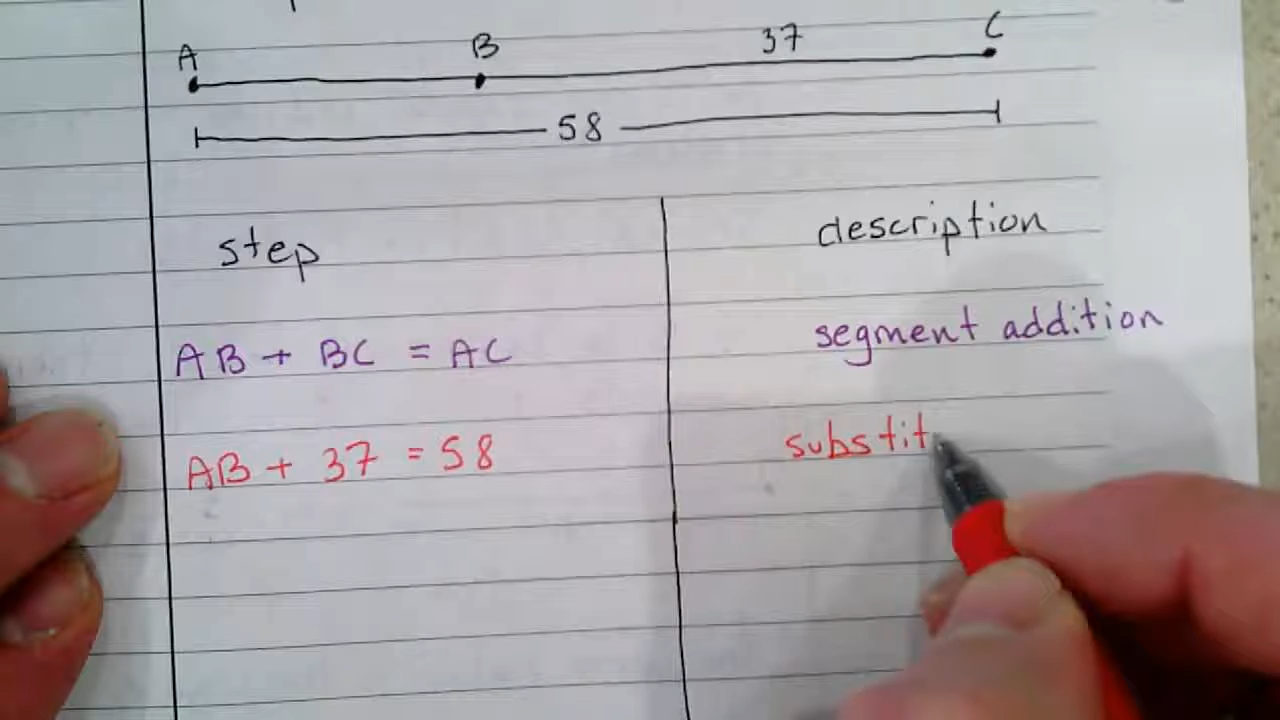 A B 37 C
58
step description
AB + BC = AC segment addition
AB + 37 = 58 substit